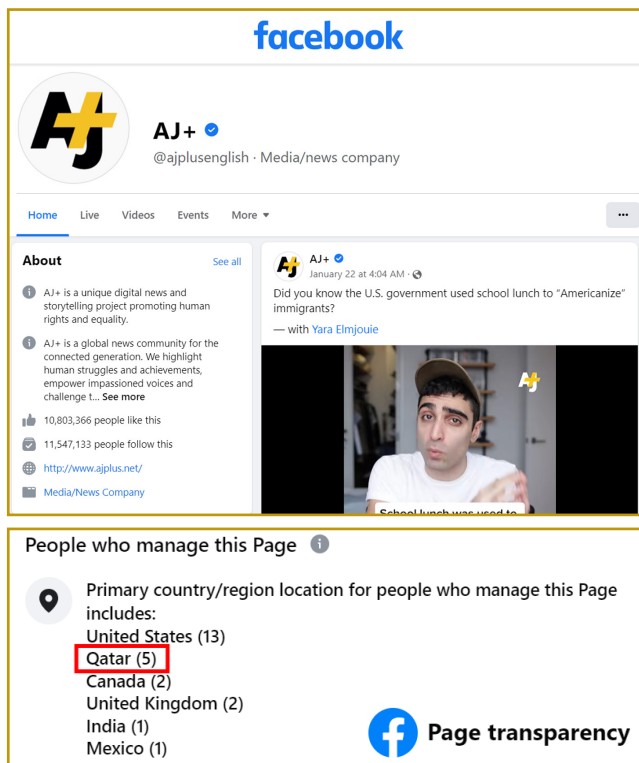 facebook
AJ+
AJ+
@ajplusenglish · Media/news company
Home Live Videos Events More ...
About See all
AJ+ is a unique digital news and
storytelling project promoting human
rights and equality.
AJ+ is a global news community for the
connected generation. We highlight
human struggles and achievements,
empower impassioned voices and
challenge t... See more
10,803,366 people like this
11,547,133 people follow this
http://www.ajplus.net/
Media/News Company
AJ+
AJ+
January 22 at 4:04 AM ·
Did you know the U.S. government used school lunch to “Americanize”
immigrants?
— with Yara Elmjouie
AJ+
School lunch was used to
People who manage this Page
Primary country/region location for people who manage this Page
includes:
United States (13)
Qatar (5)
Canada (2)
United Kingdom (2)
India (1)
Mexico (1)
Page transparency